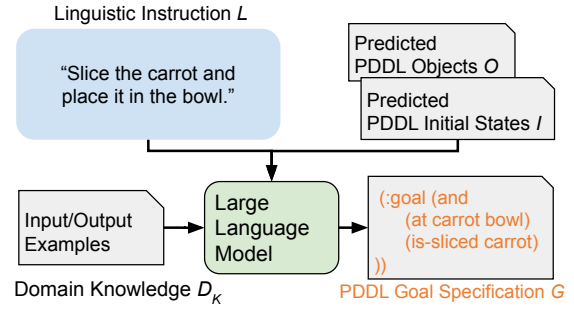 Linguistic Instruction L
“Slice the carrot and
place it in the bowl.”
Predicted
PDDL Objects O
Predicted
PDDL Initial States I
Input/Output
Examples
Domain Knowledge D_K
Large
Language
Model
(:goal (and
(at carrot bowl)
(is-sliced carrot)
))
PDDL Goal Specification G